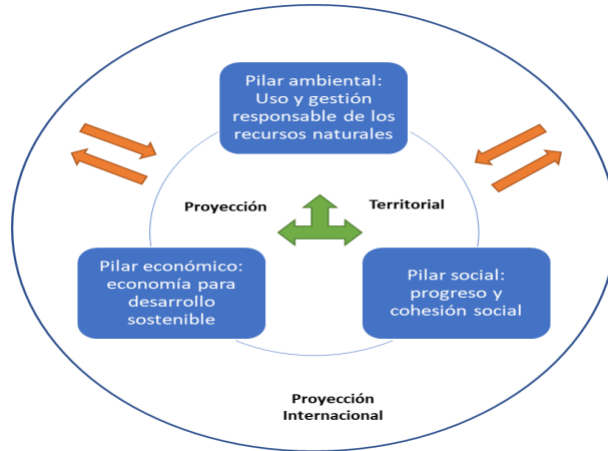 Pilar ambiental:
Uso y gestión
responsable de los
recursos naturales
Proyección
Territorial
Pilar económico:
economía para
desarrollo
sostenible
Pilar social:
progreso y
cohesión social
Proyección
Internacional